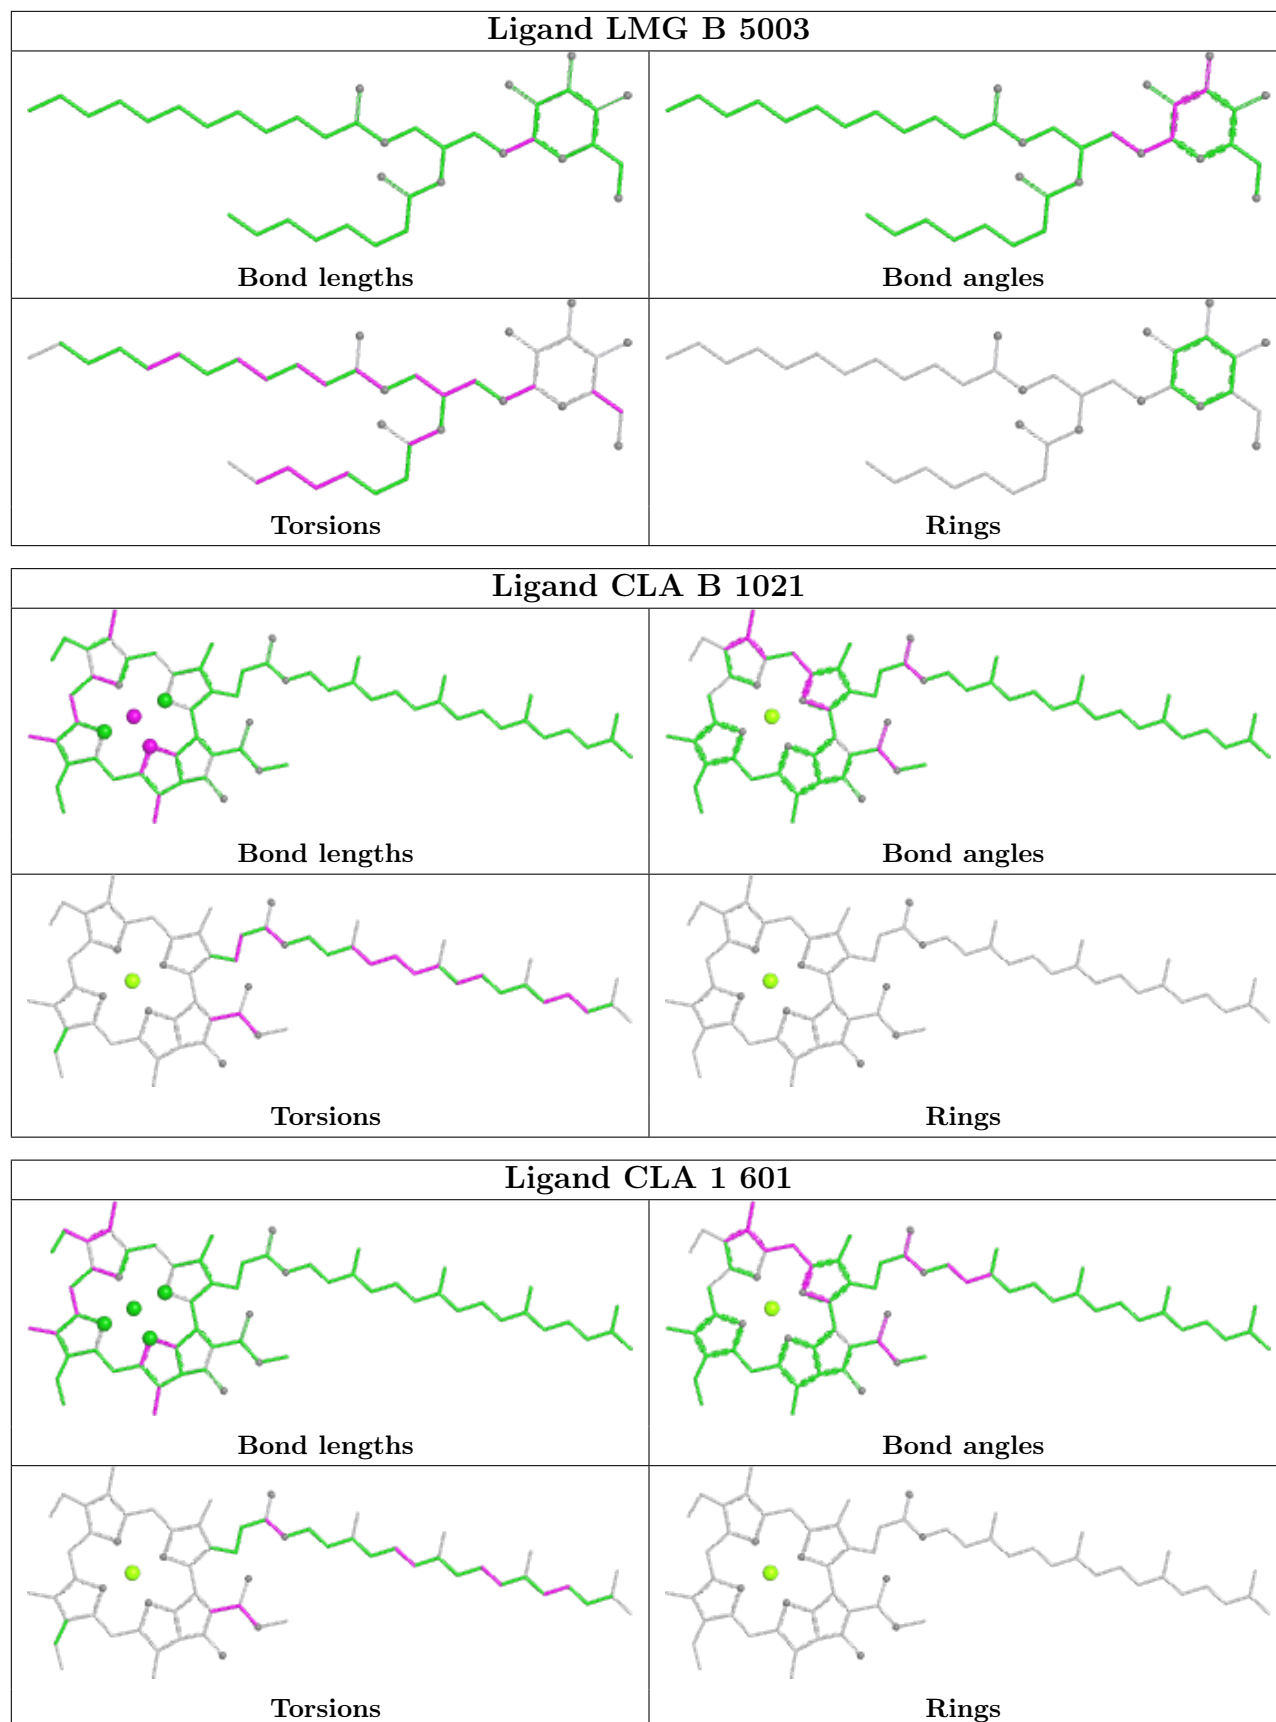 Ligand LMG B 5003
Bond lengths
Bond angles
Torsions
Rings
Ligand CLA B 1021
Bond lengths
Bond angles
Torsions
Rings
Ligand CLA 1 601
Bond lengths
Bond angles
Torsions
Rings